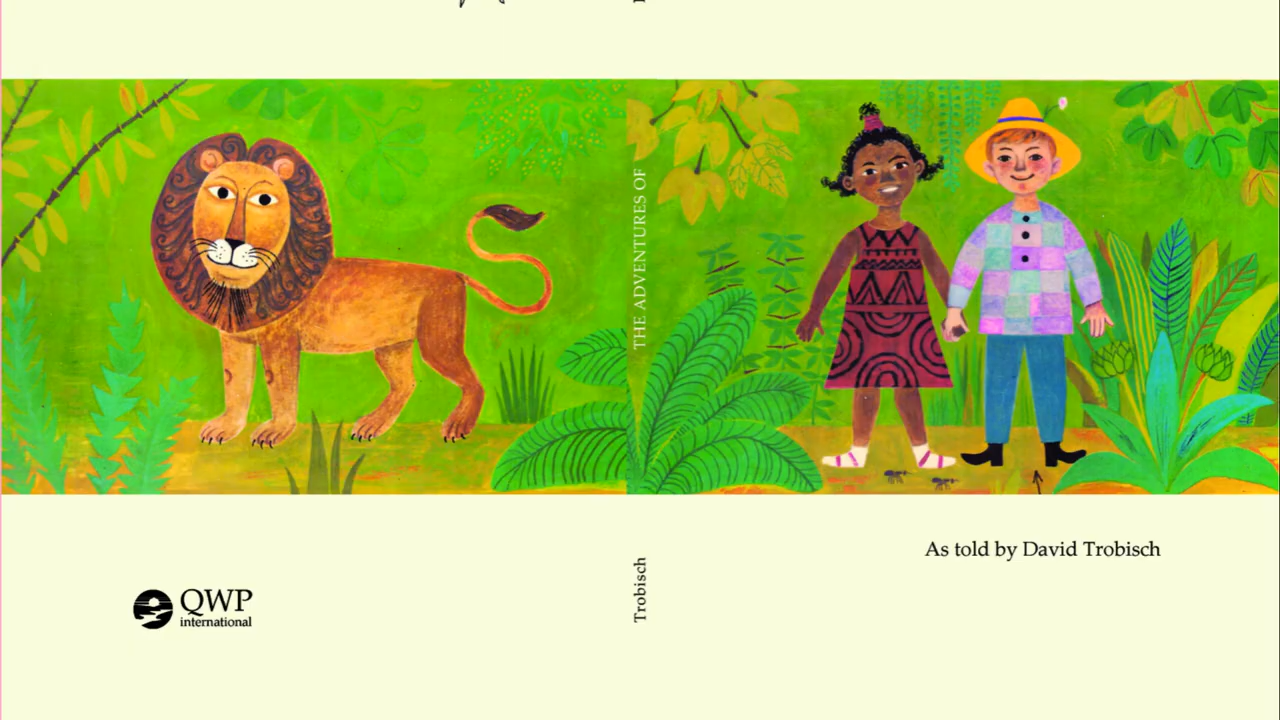 QWP
international
THE ADVENTURES OF
Trobisch
As told by David Trobisch